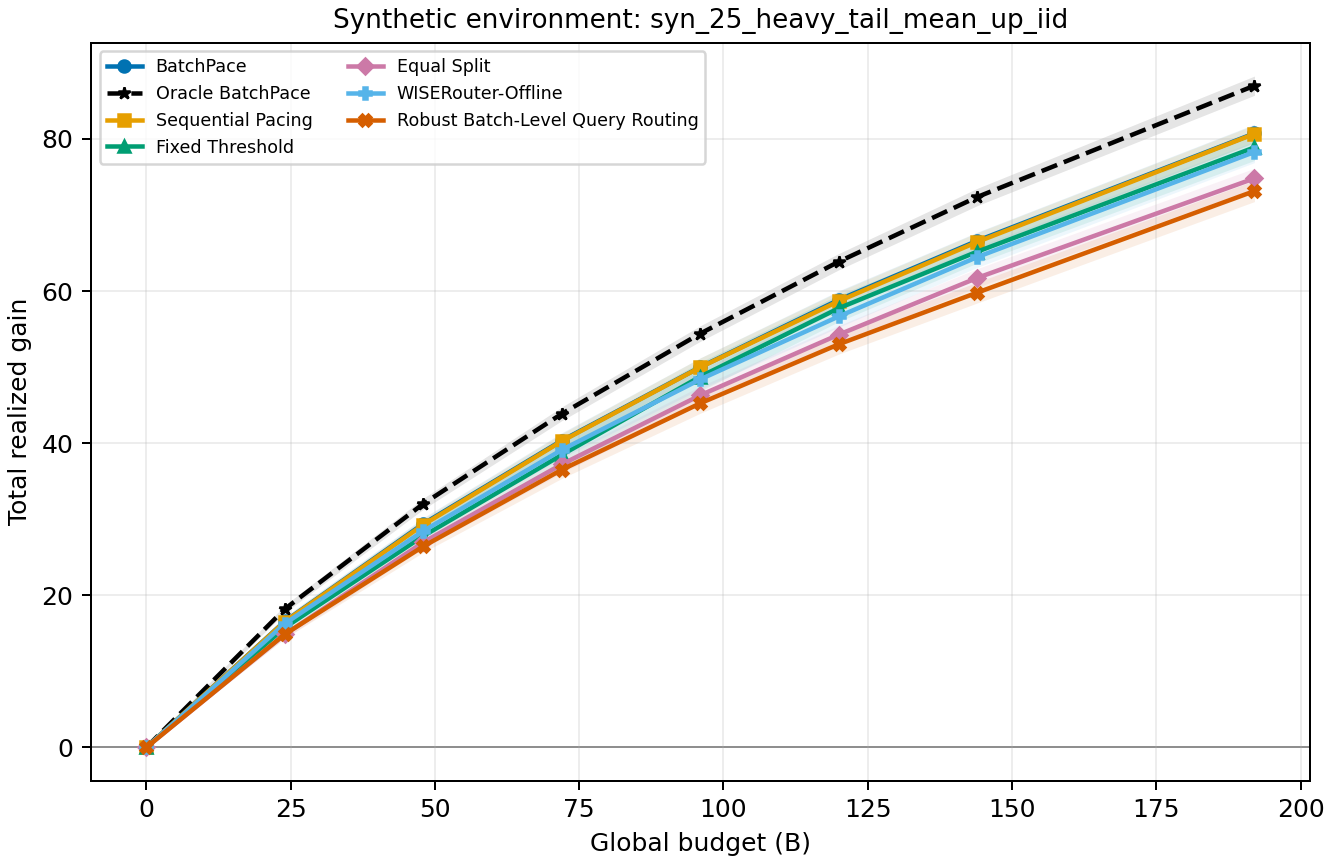 Synthetic environment: syn_25_heavy_tail_mean_up_iid
BatchPace
Oracle BatchPace
Sequential Pacing
Fixed Threshold
Equal Split
WISERouter-Offline
Robust Batch-Level Query Routing
Total realized gain
80
60
40
20
0
0 25 50 75 100 125 150 175 200
Global budget (B)